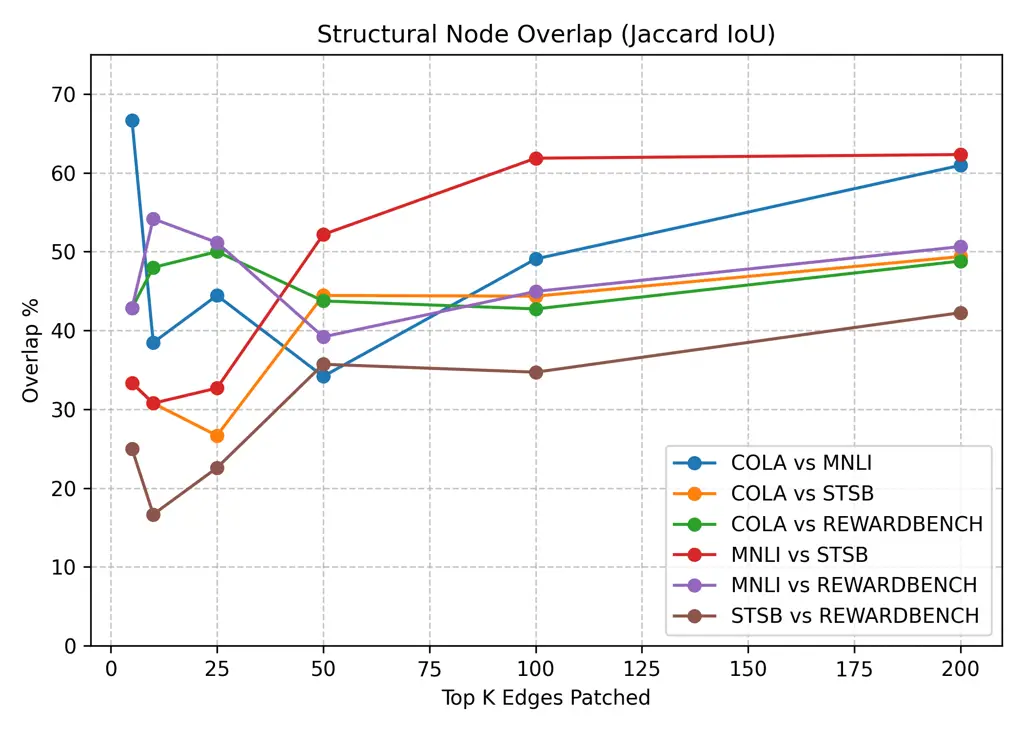 Structural Node Overlap (Jaccard IoU)
Overlap %
70
60
50
40
30
20
10
0
0 25 50 75 100 125 150 175 200
Top K Edges Patched
COLA vs MNLI
COLA vs STSB
COLA vs REWARDBENCH
MNLI vs STSB
MNLI vs REWARDBENCH
STSB vs REWARDBENCH